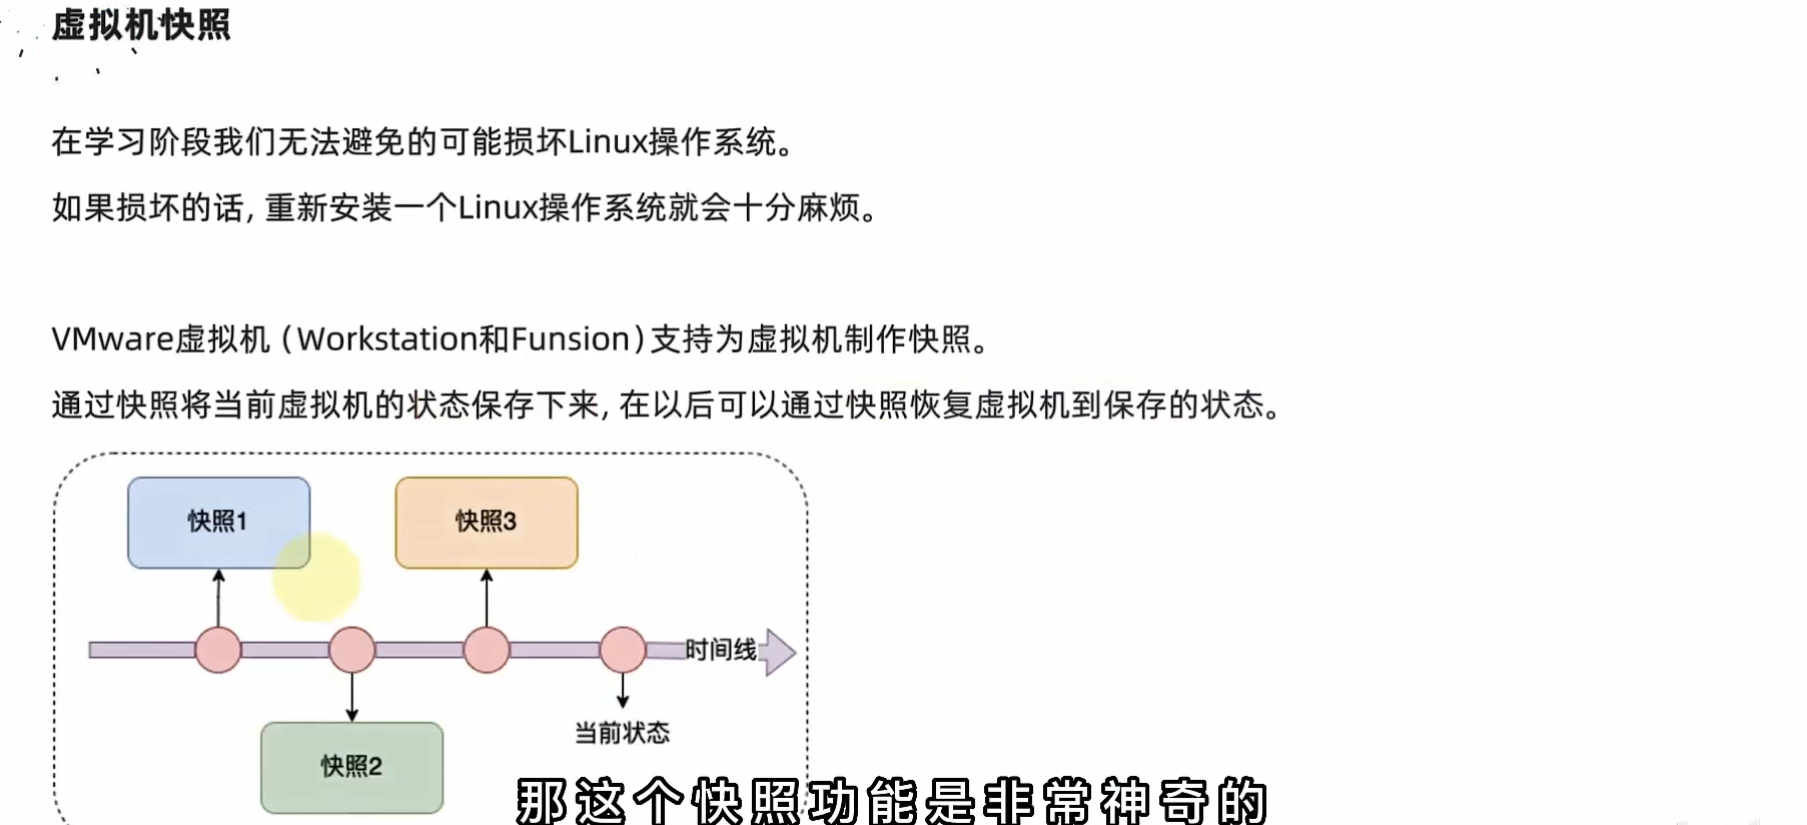 虚拟机快照
在学习阶段我们无法避免的可能损坏Linux操作系统。
如果损坏的话, 重新安装一个Linux操作系统就会十分麻烦。
VMware虚拟机 (Workstation和Funsion) 支持为虚拟机制作快照。
通过快照将当前虚拟机的状态保存下来, 在以后可以通过快照恢复虚拟机到保存的状态。
快照1
快照3
时间线
当前状态
快照2
那这个快照功能是非常神奇的